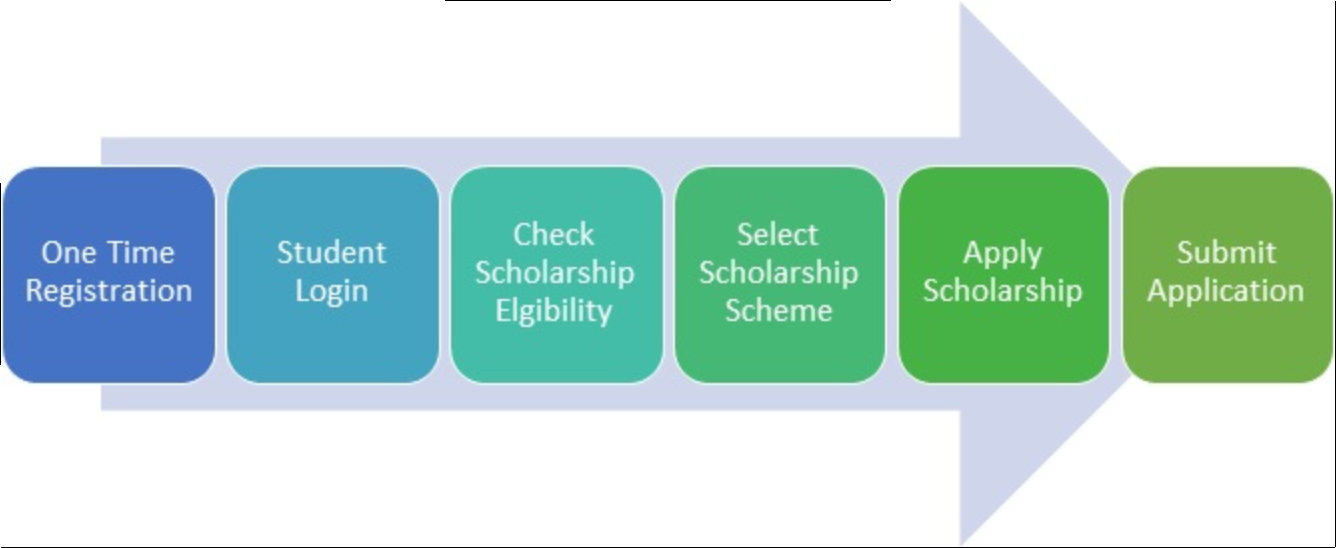 One Time
Registration
Student
Login
Check
Scholarship
Elgibility
Select
Scholarship
Scheme
Apply
Scholarship
Submit
Application